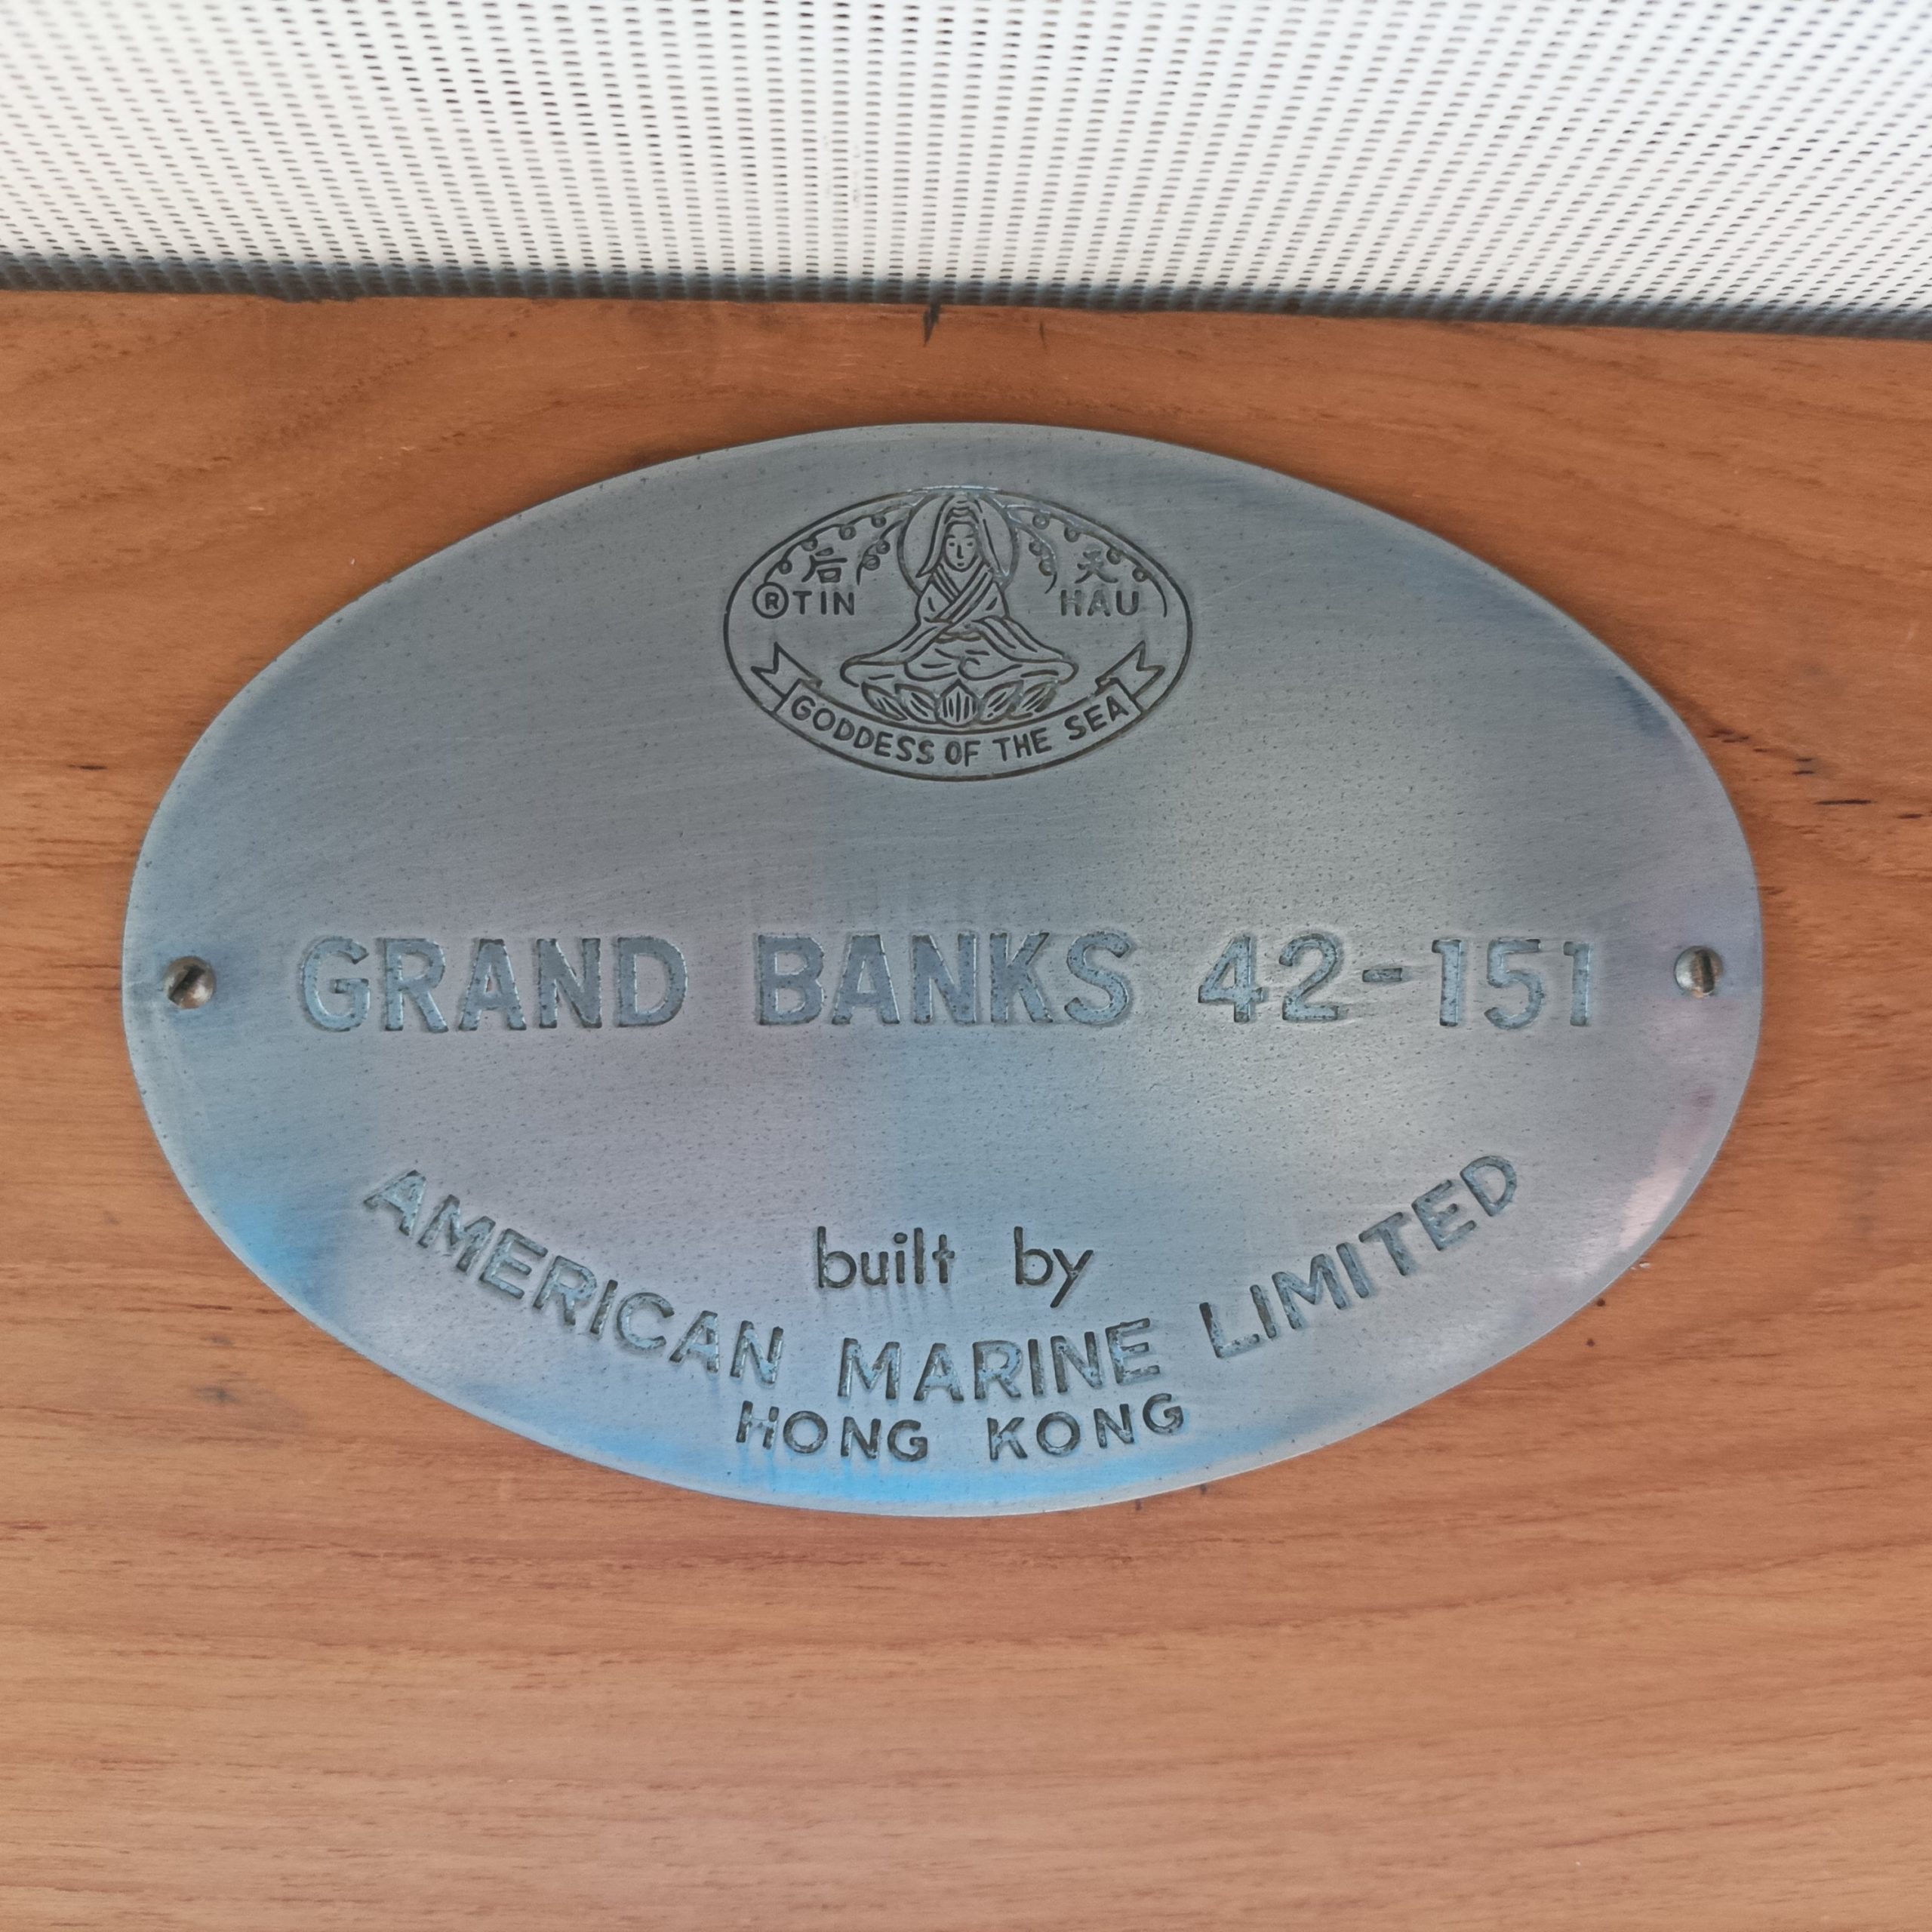 后 天
®TIN HAU
GODDESS OF THE SEA
GRAND BANKS 42-151
built by
AMERICAN MARINE LIMITED
HONG KONG